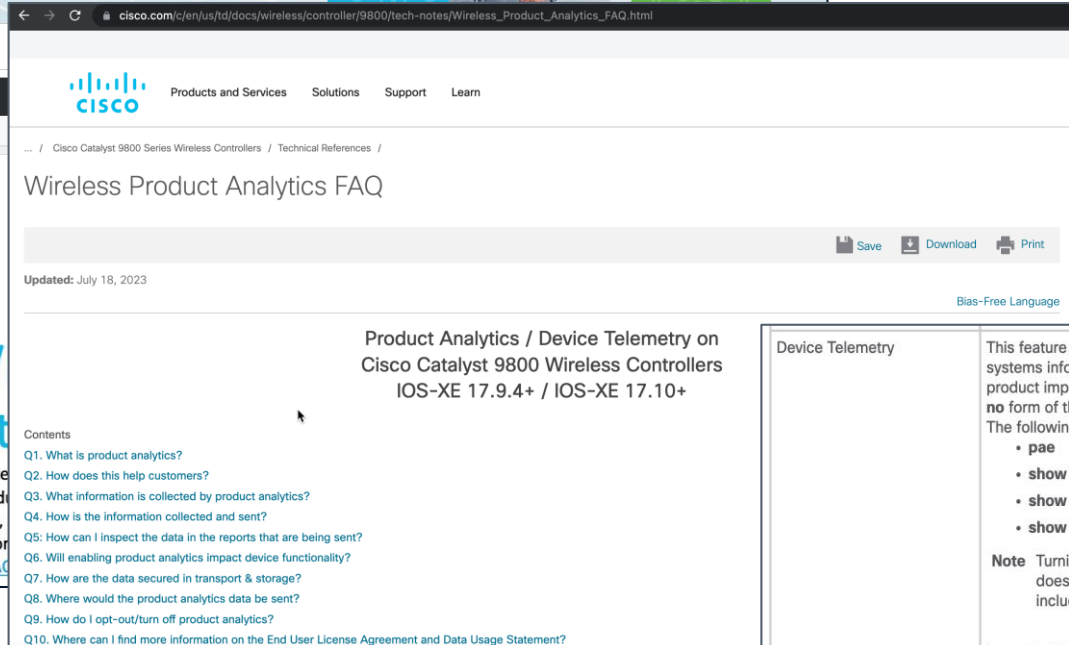 cisco.com/c/en/us/td/docs/wireless/controller/9800/tech-notes/Wireless_Product_Analytics_FAQ.html
CISCO
Products and Services Solutions Support Learn
... / Cisco Catalyst 9800 Series Wireless Controllers / Technical References /
Wireless Product Analytics FAQ
Save Download Print
Updated: July 18, 2023
Bias-Free Language
Product Analytics / Device Telemetry on
Cisco Catalyst 9800 Wireless Controllers
IOS-XE 17.9.4+ / IOS-XE 17.10+
Contents
Q1. What is product analytics?
Q2. How does this help customers?
Q3. What information is collected by product analytics?
Q4. How is the information collected and sent?
Q5: How can I inspect the data in the reports that are being sent?
Q6. Will enabling product analytics impact device functionality?
Q7. How are the data secured in transport & storage?
Q8. Where would the product analytics data be sent?
Q9. How do I opt-out/turn off product analytics?
Q10. Where can I find more information on the End User License Agreement and Data Usage Statement?
Device Telemetry
This feature
systems info
product imp
no form of th
The followin
• pae
• show
• show
• show
Note Turni
does
inclu